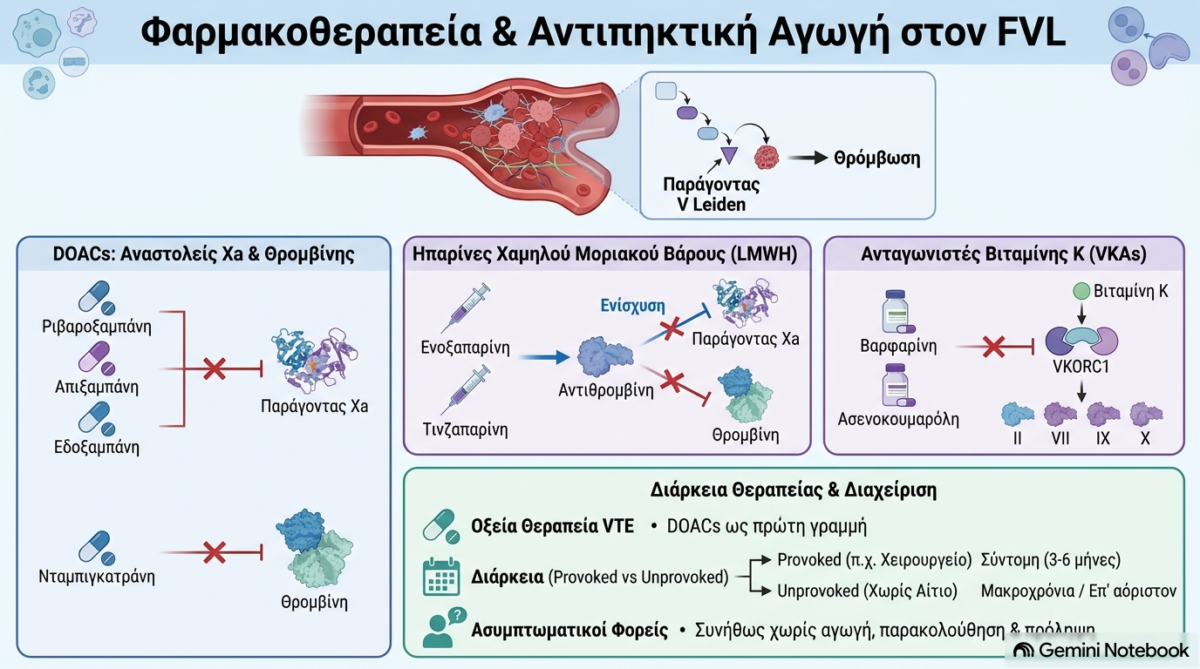 Φαρμακοθεραπεία & Αντιπηκτική Αγωγή στον FVL
Παράγοντας
V Leiden
Θρόμβωση
DOACs: Αναστολείς Xa & Θρομβίνης
Ριβαροξαμπάνη
Απιξαμπάνη
Εδοξαμπάνη
Παράγοντας Xa
Νταμπιγκατράνη
Θρομβίνη
Ηπαρίνες Χαμηλού Μοριακού Βάρους (LMWH)
Ενοξαπαρίνη
Τινζαπαρίνη
Αντιθρομβίνη
Ενίσχυση
Παράγοντας Xa
Θρομβίνη
Ανταγωνιστές Βιταμίνης Κ (VKAs)
Βαρφαρίνη
Ασενοκουμαρόλη
Βιταμίνη Κ
VKORC1
II VII IX X
Διάρκεια Θεραπείας & Διαχείριση
Οξεία Θεραπεία VTE • DOACs ως πρώτη γραμμή
Διάρκεια (Provoked vs Unprovoked)
Provoked (π.χ. Χειρουργείο) Σύντομη (3-6 μήνες)
Unprovoked (Χωρίς Αίτιο) Μακροχρόνια / Επ' αόριστον
Ασυμπτωματικοί Φορείς • Συνήθως χωρίς αγωγή, παρακολούθηση & πρόληψη
Gemini Notebook